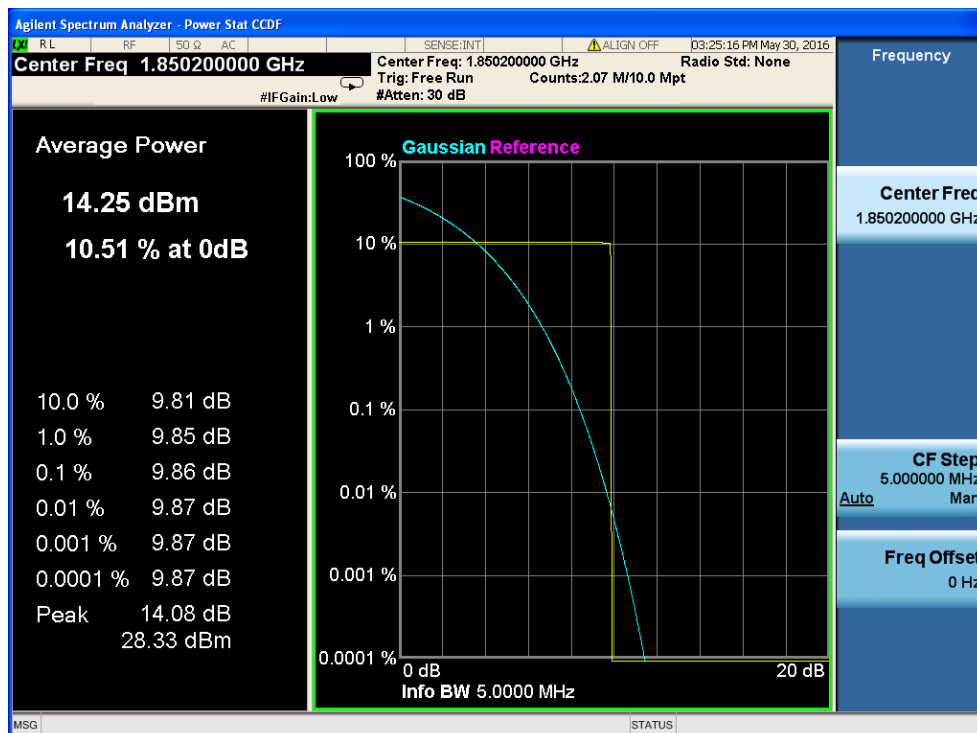 Agilent Spectrum Analyzer - Power Stat CCDF
LXI RL RF 50 Ω AC SENSE:INT ALIGN OFF 03:25:16 PM May 30, 2016
Center Freq 1.850200000 GHz
Center Freq: 1.850200000 GHz Radio Std: None
Trig: Free Run Counts:2.07 M/10.0 Mpt
#IFGain:Low #Atten: 30 dB
Frequency
Average Power
14.25 dBm
10.51 % at 0dB
10.0 % 9.81 dB
1.0 % 9.85 dB
0.1 % 9.86 dB
0.01 % 9.87 dB
0.001 % 9.87 dB
0.0001 % 9.87 dB
Peak 14.08 dB
28.33 dBm
Gaussian Reference
100 %
10 %
1 %
0.1 %
0.01 %
0.001 %
0.0001 %
0 dB 20 dB
Info BW 5.0000 MHz
Center Freq
1.850200000 GHz
CF Step
5.000000 MHz
Auto Man
Freq Offset
0 Hz
MSG STATUS